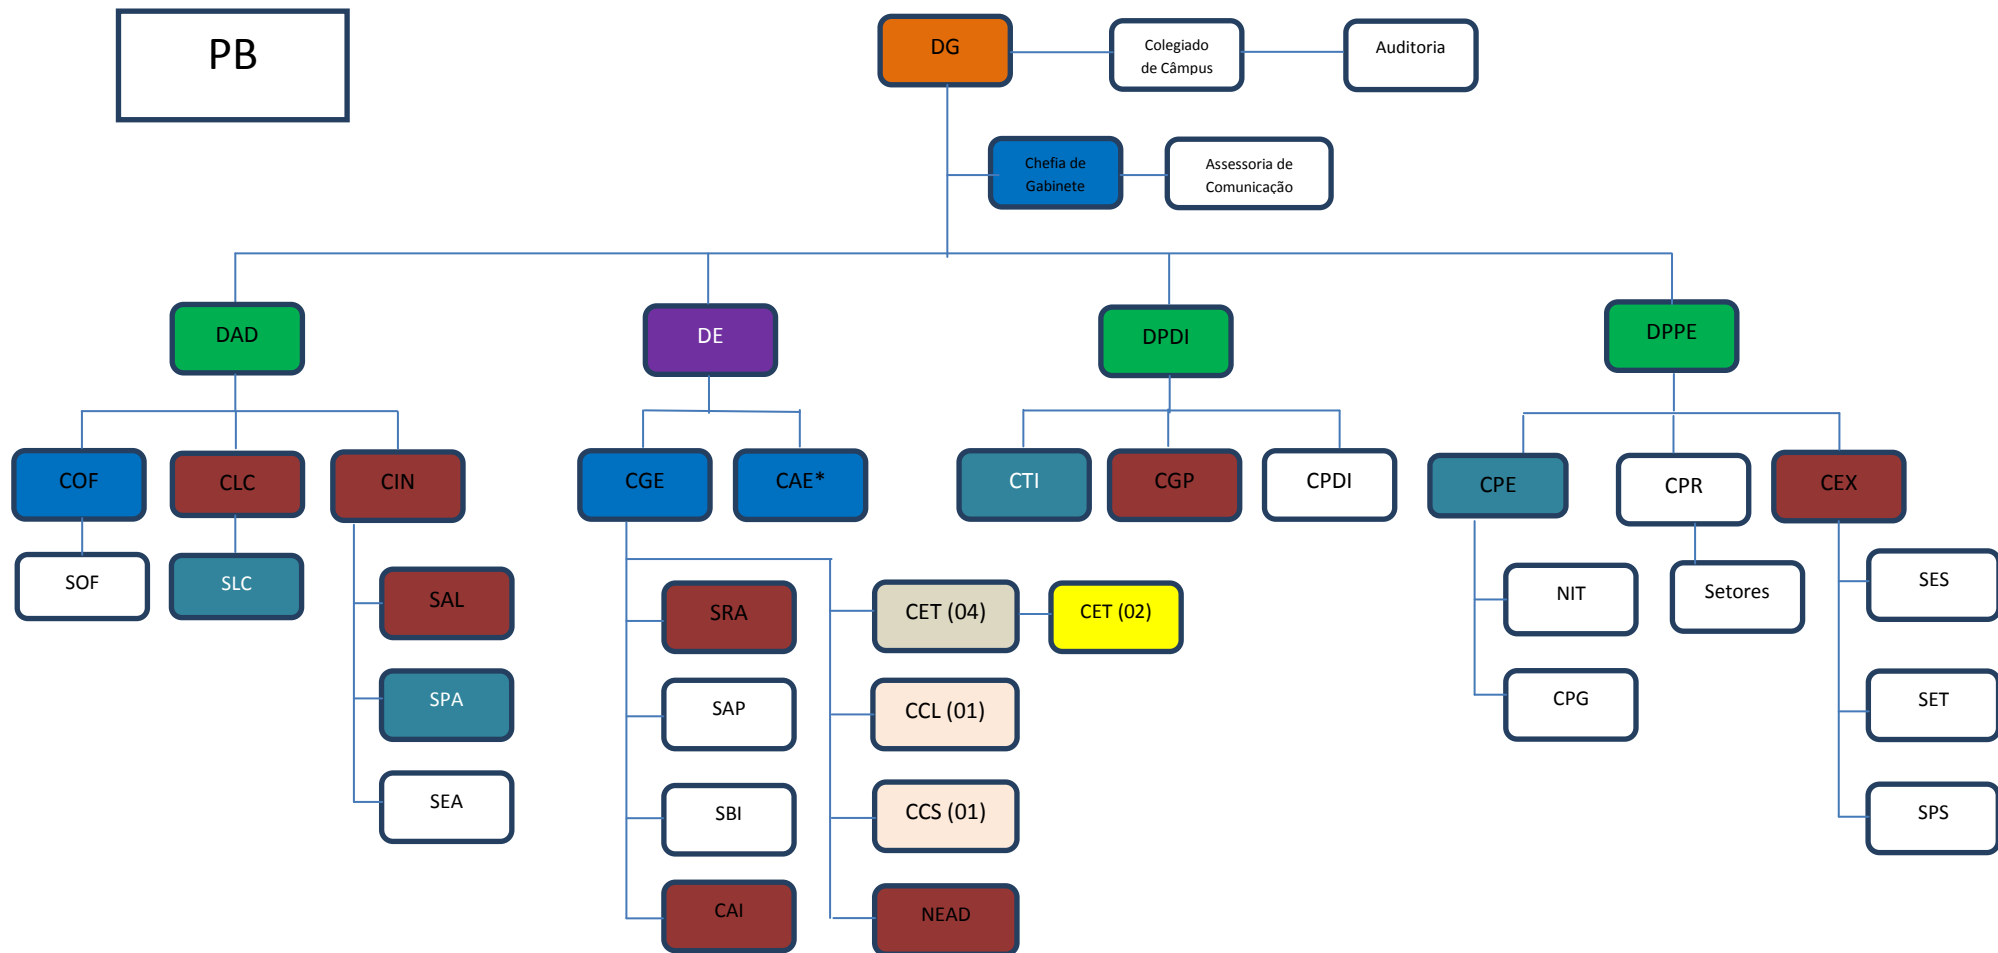 PB
DG
Colegiado
de Câmpus
Auditoria
Chefia de
Gabinete
Assessoria de
Comunicação
DAD
DE
DPDI
DPPE
COF
CLC
CIN
CGE
CAE*
CTI
CGP
CPDI
CPE
CPR
CEX
SOF
SLC
SAL
SPA
SEA
SRA
SAP
SBI
CAI
CET (04)
CET (02)
CCL (01)
CCS (01)
NEAD
NIT
CPG
Setores
SES
SET
SPS